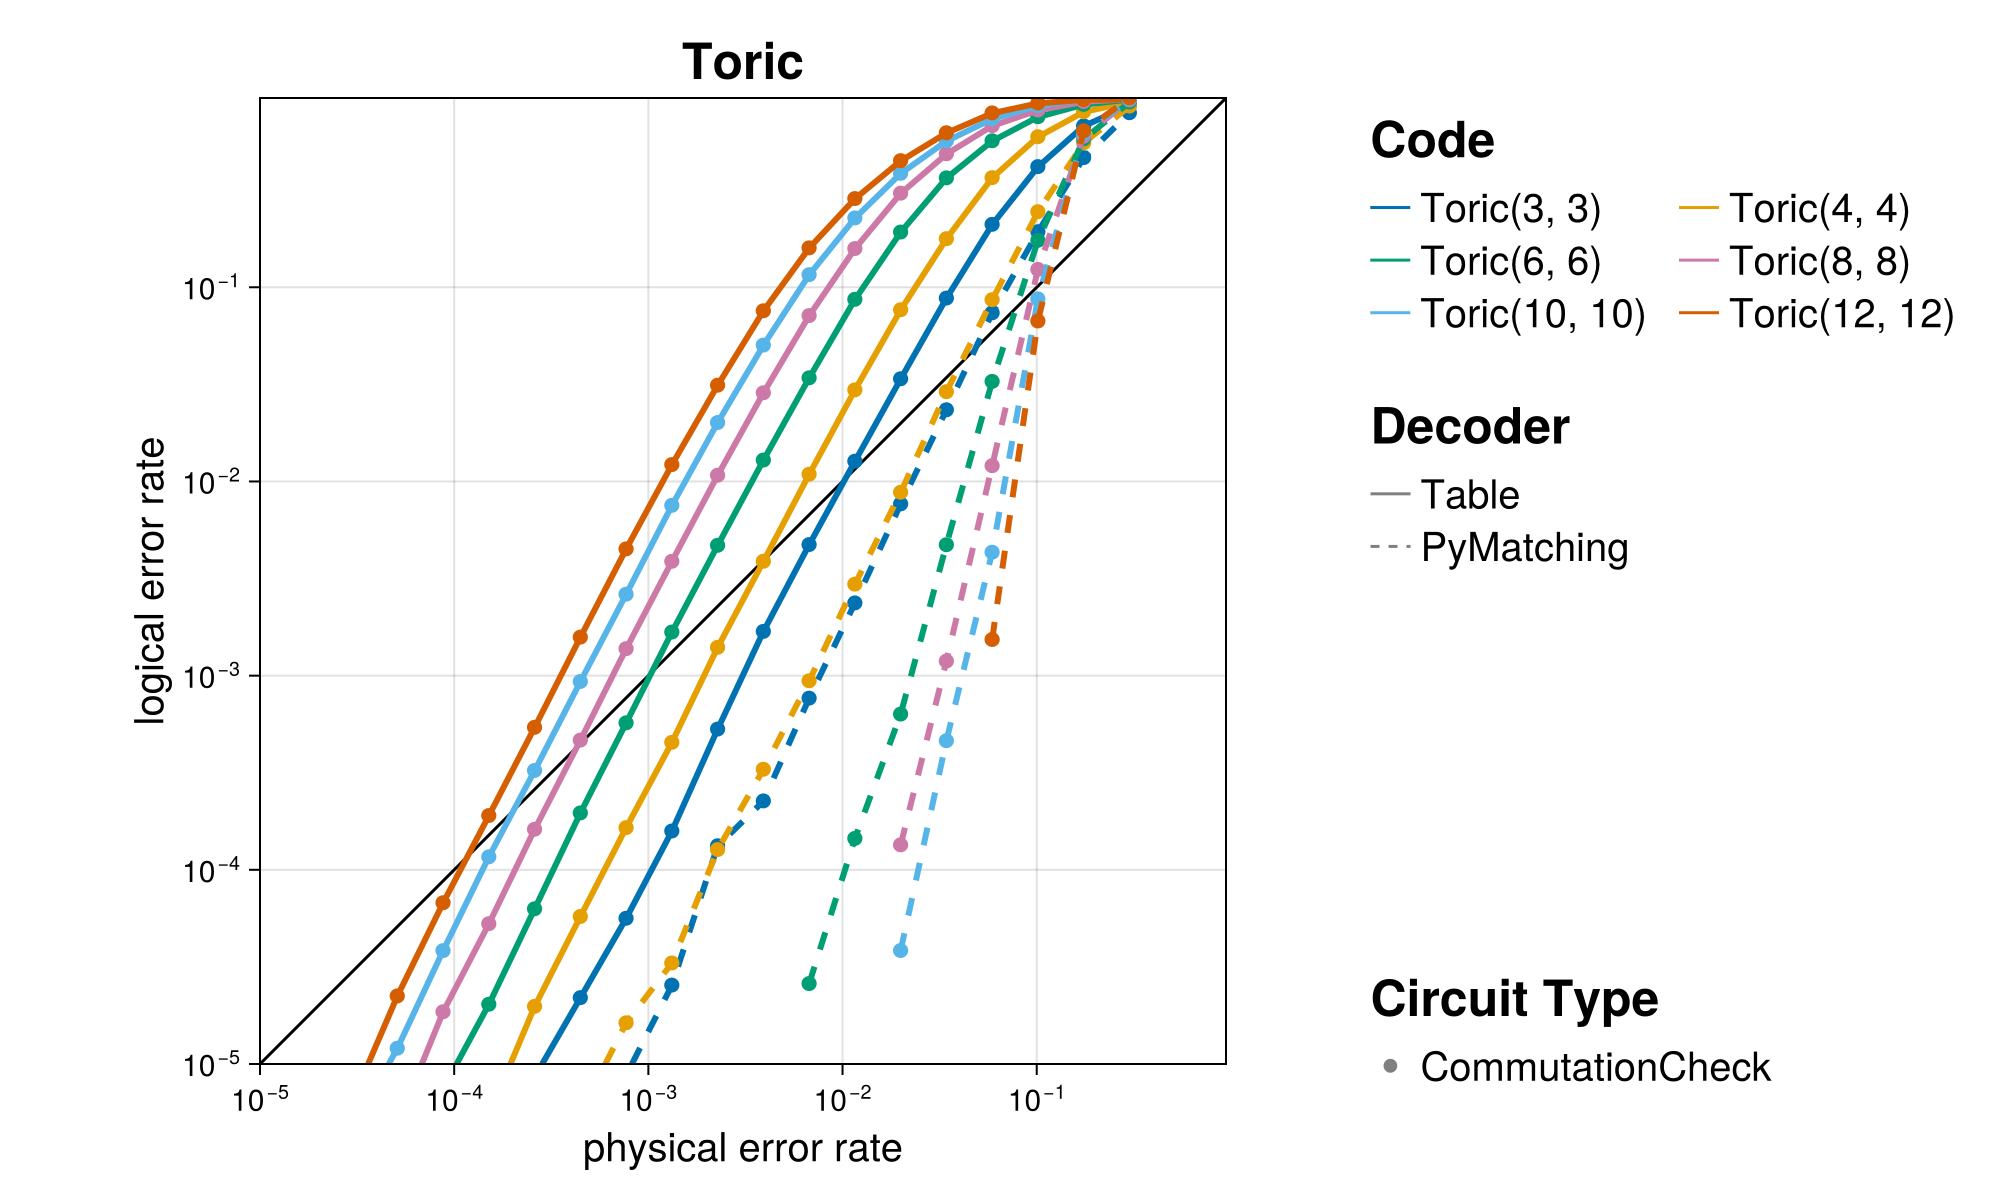 Toric
10⁻¹
10⁻²
10⁻³
10⁻⁴
10⁻⁵
logical error rate
10⁻⁵ 10⁻⁴ 10⁻³ 10⁻² 10⁻¹
physical error rate
Code
Toric(3, 3) Toric(4, 4)
Toric(6, 6) Toric(8, 8)
Toric(10, 10) Toric(12, 12)
Decoder
Table
PyMatching
Circuit Type
CommutationCheck